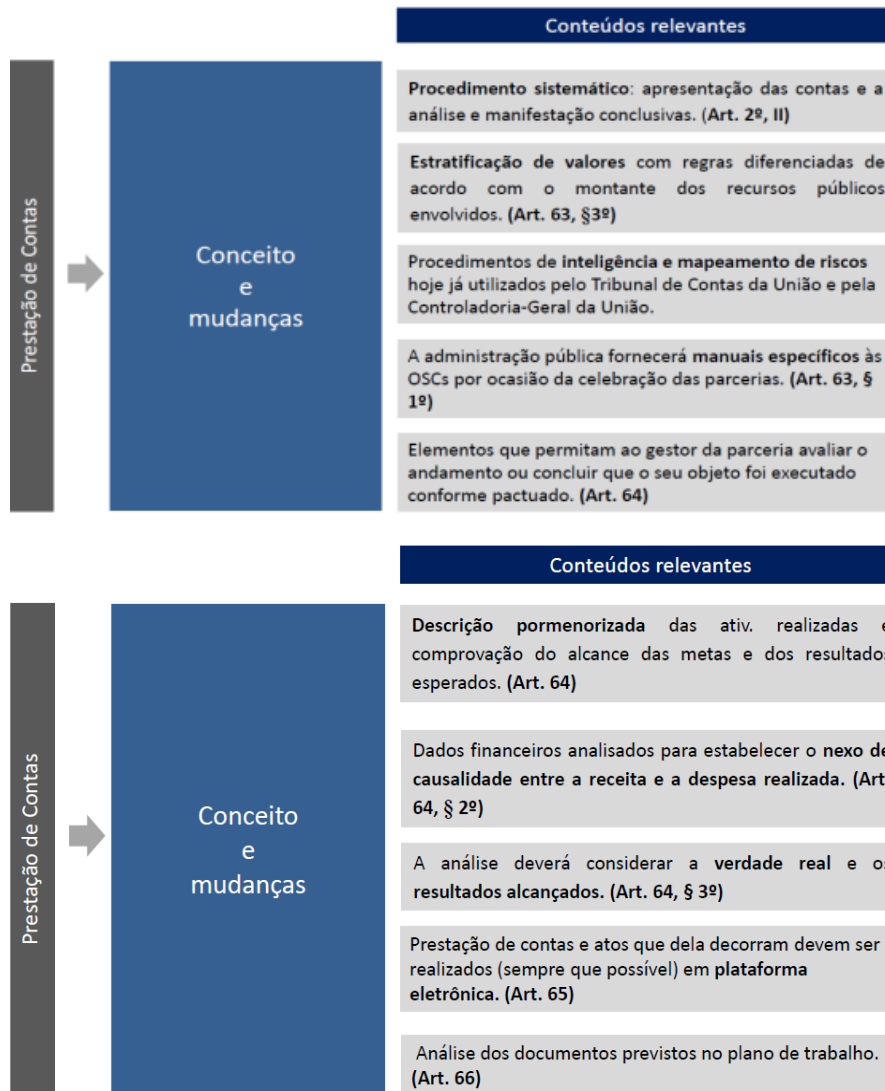 Conteúdos relevantes
Prestação de Contas
Conceito
e
mudanças
Procedimento sistemático: apresentação das contas e a
análise e manifestação conclusivas. (Art. 2º, II)
Estratificação de valores com regras diferenciadas de
acordo com o montante dos recursos públicos
envolvidos. (Art. 63, §3º)
Procedimentos de inteligência e mapeamento de riscos
hoje já utilizados pelo Tribunal de Contas da União e pela
Controladoria-Geral da União.
A administração pública fornecerá manuais específicos às
OSCs por ocasião da celebração das parcerias. (Art. 63, §
1º)
Elementos que permitam ao gestor da parceria avaliar o
andamento ou concluir que o seu objeto foi executado
conforme pactuado. (Art. 64)
Conteúdos relevantes
Prestação de Contas
Conceito
e
mudanças
Descrição pormenorizada das ativ. realizadas e
comprovação do alcance das metas e dos resultados
esperados. (Art. 64)
Dados financeiros analisados para estabelecer o nexo de
causalidade entre a receita e a despesa realizada. (Art
64, § 2º)
A análise deverá considerar a verdade real e os
resultados alcançados. (Art. 64, § 3º)
Prestação de contas e atos que dela decorram devem ser
realizados (sempre que possível) em plataforma
eletrônica. (Art. 65)
Análise dos documentos previstos no plano de trabalho.
(Art. 66)